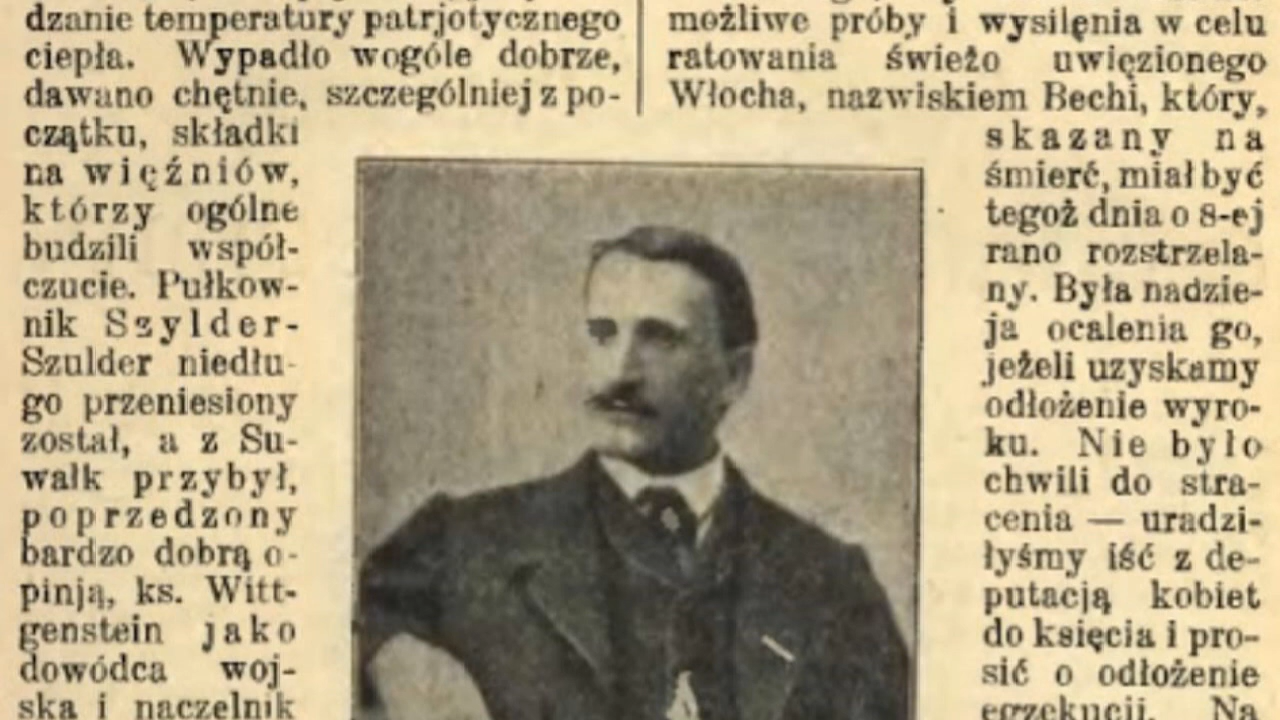 dzanie temperatury patrjotycznego
ciepła. Wypadło wogóle dobrze,
dawano chętnie, szczególniej z po-
czątku, składki
na więźniów,
którzy ogólne
budzili współ-
czucie. Pułkow-
nik Szylder-
Szulder niedłu-
go przeniesiony
został, a z Su-
wałk przybył,
poprzedzony
bardzo dobrą o-
pinją, ks. Witt-
genstein jako
dowódca woj-
ska i naczelnik
możliwe próby i wysilęnia w celu
ratowania świeżo uwięzionego
Włocha, nazwiskiem Bechi, który,
skazany na
śmierć, miał być
tegoż dnia o 8-ej
rano rozstrzela-
ny. Była nadzie-
ja ocalenia go,
jeżeli uzyskamy
odłożenie wyro-
ku. Nie było
chwili do stra-
cenia — uradzi-
łyśmy iść z de-
putacją kobiet
do księcia i pro-
sić o odłożenie
egzekucji. Na